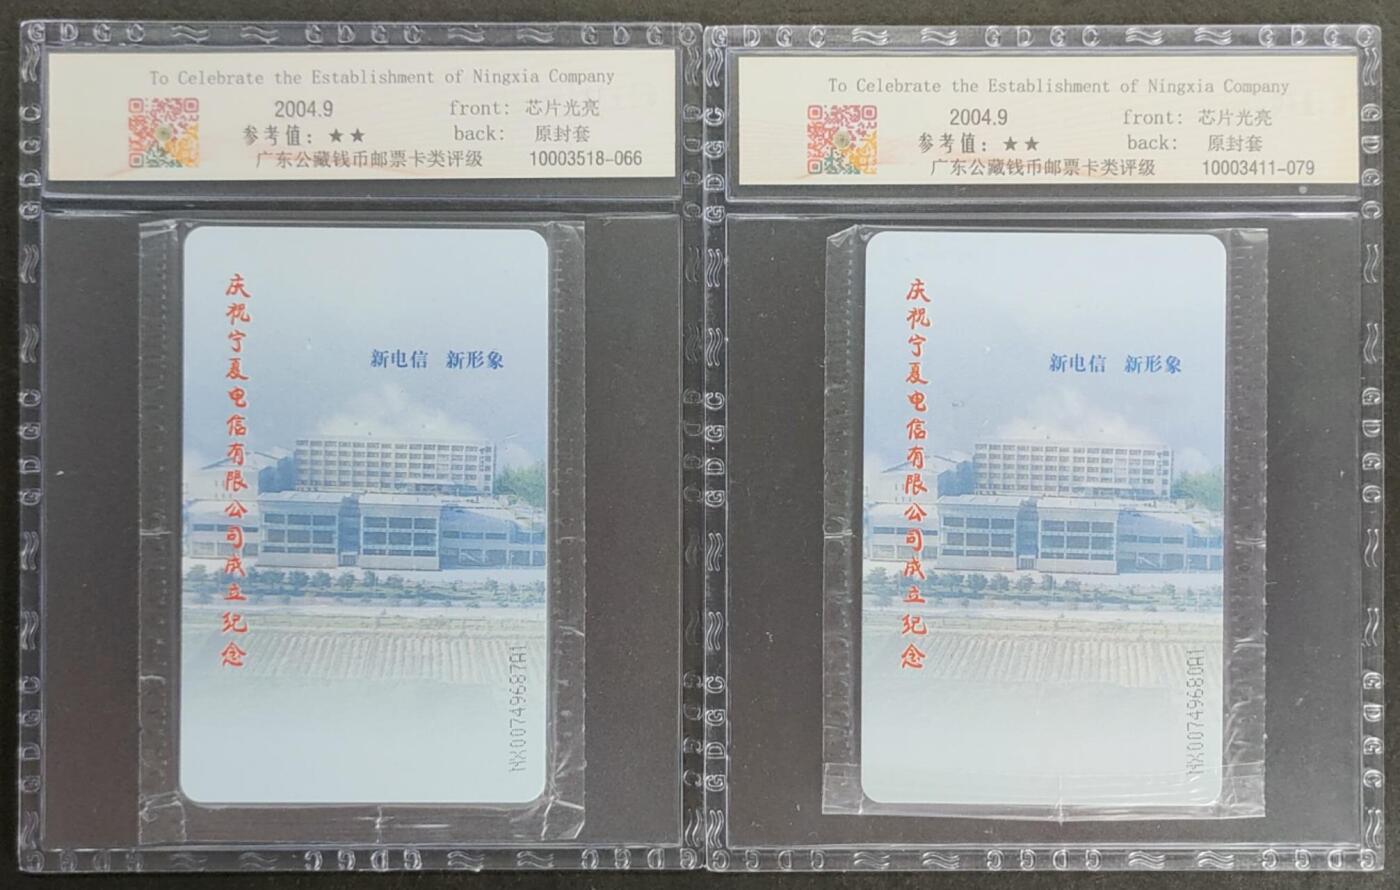 To Celebrate the Establishment of Ningxia Company
2004.9 front: 芯片光亮
参考值：★★ back: 原封套
广东公藏钱币邮票卡类评级 10003518-066
庆祝宁夏电信有限公司成立纪念
新电信 新形象
NX00749687A1
To Celebrate the Establishment of Ningxia Company
2004.9 front: 芯片光亮
参考值：★★ back: 原封套
广东公藏钱币邮票卡类评级 10003411-079
庆祝宁夏电信有限公司成立纪念
新电信 新形象
NX00749680A1